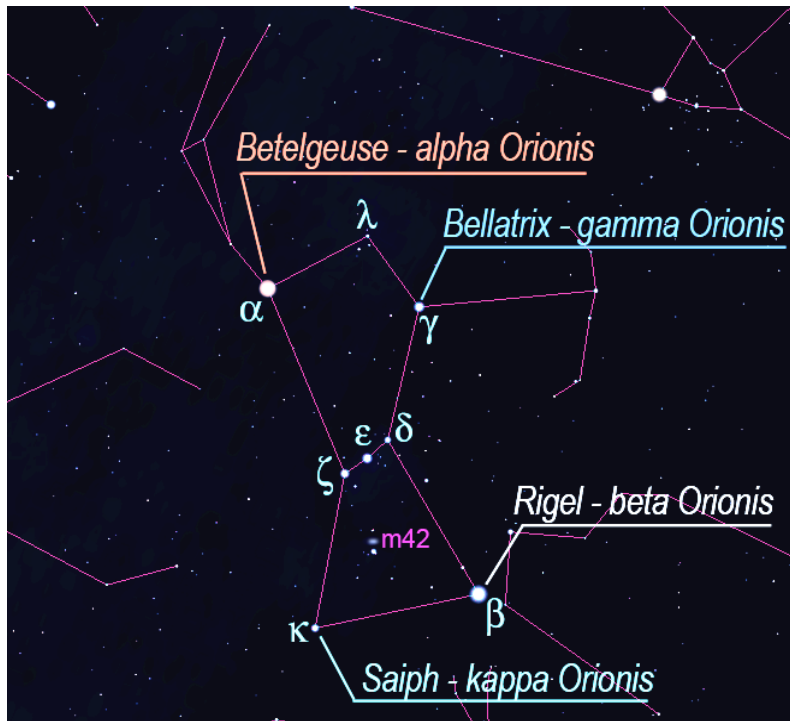 Betelgeuse - alpha Orionis
λ
Bellatrix - gamma Orionis
α
γ
δ
ε
ζ
Rigel - beta Orionis
m42
β
κ
Saiph - kappa Orionis